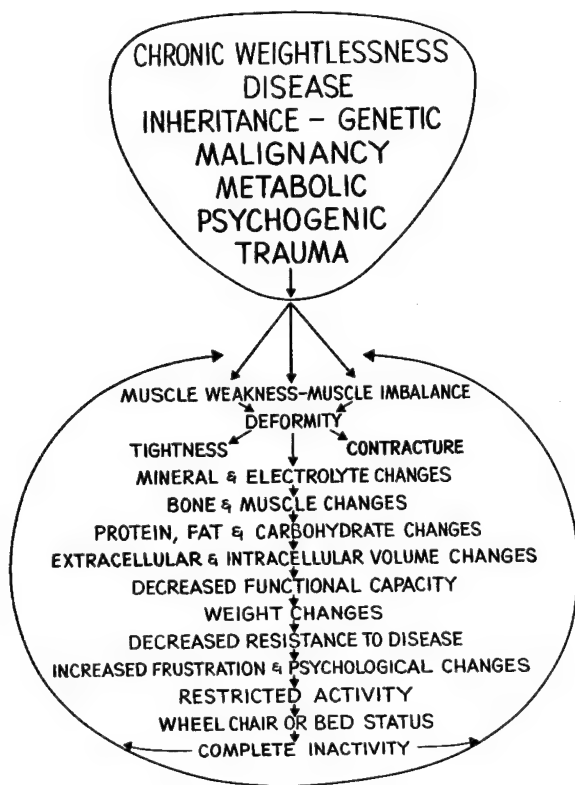 CHRONIC WEIGHTLESSNESS
DISEASE
INHERITANCE – GENETIC
MALIGNANCY
METABOLIC
PSYCHOGENIC
TRAUMA
MUSCLE WEAKNESS–MUSCLE IMBALANCE
DEFORMITY
TIGHTNESS CONTRACTURE
MINERAL & ELECTROLYTE CHANGES
BONE & MUSCLE CHANGES
PROTEIN, FAT & CARBOHYDRATE CHANGES
EXTRACELLULAR & INTRACELLULAR VOLUME CHANGES
DECREASED FUNCTIONAL CAPACITY
WEIGHT CHANGES
DECREASED RESISTANCE TO DISEASE
INCREASED FRUSTRATION & PSYCHOLOGICAL CHANGES
RESTRICTED ACTIVITY
WHEEL CHAIR OR BED STATUS
COMPLETE INACTIVITY